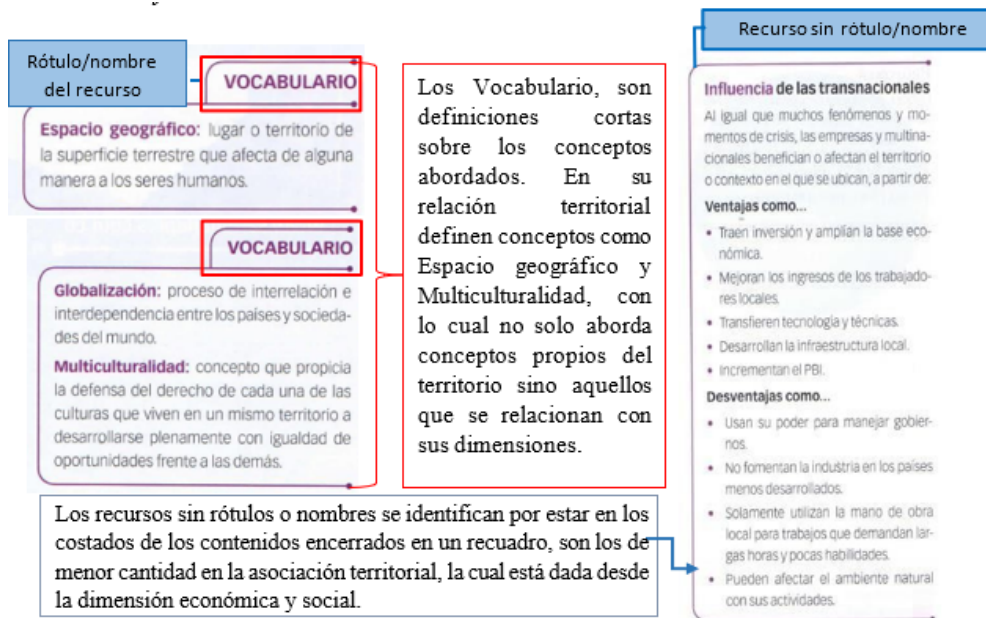 Rótulo/nombre
del recurso
VOCABULARIO
Espacio geográfico: lugar o territorio de
la superficie terrestre que afecta de alguna
manera a los seres humanos.
VOCABULARIO
Globalización: proceso de interrelación e
interdependencia entre los países y socieda-
des del mundo.
Multiculturalidad: concepto que propicia
la defensa del derecho de cada una de las
culturas que viven en un mismo territorio a
desarrollarse plenamente con igualdad de
oportunidades frente a las demás.
Los Vocabulario, son
definiciones cortas
sobre los conceptos
abordados. En su
relación territorial
definen conceptos como
Espacio geográfico y
Multiculturalidad, con
lo cual no solo aborda
conceptos propios del
territorio sino aquellos
que se relacionan con
sus dimensiones.
Recurso sin rótulo/nombre
Influencia de las transnacionales
Al igual que muchos fenómenos y mo-
mentos de crisis, las empresas y multina-
cionales benefician o afectan el territorio
o contexto en el que se ubican, a partir de:
Ventajas como...
• Traen inversión y amplían la base eco-
nómica.
• Mejoran los ingresos de los trabajado-
res locales.
• Transfieren tecnología y técnicas.
• Desarrollan la infraestructura local.
• Incrementan el PBI.
Desventajas como...
• Usan su poder para manejar gobier-
nos.
• No fomentan la industria en los países
menos desarrollados.
• Solamente utilizan la mano de obra
local para trabajos que demandan lar-
gas horas y pocas habilidades.
• Pueden afectar el ambiente natural
con sus actividades.
Los recursos sin rótulos o nombres se identifican por estar en los
costados de los contenidos encerrados en un recuadro, son los de
menor cantidad en la asociación territorial, la cual está dada desde
la dimensión económica y social.